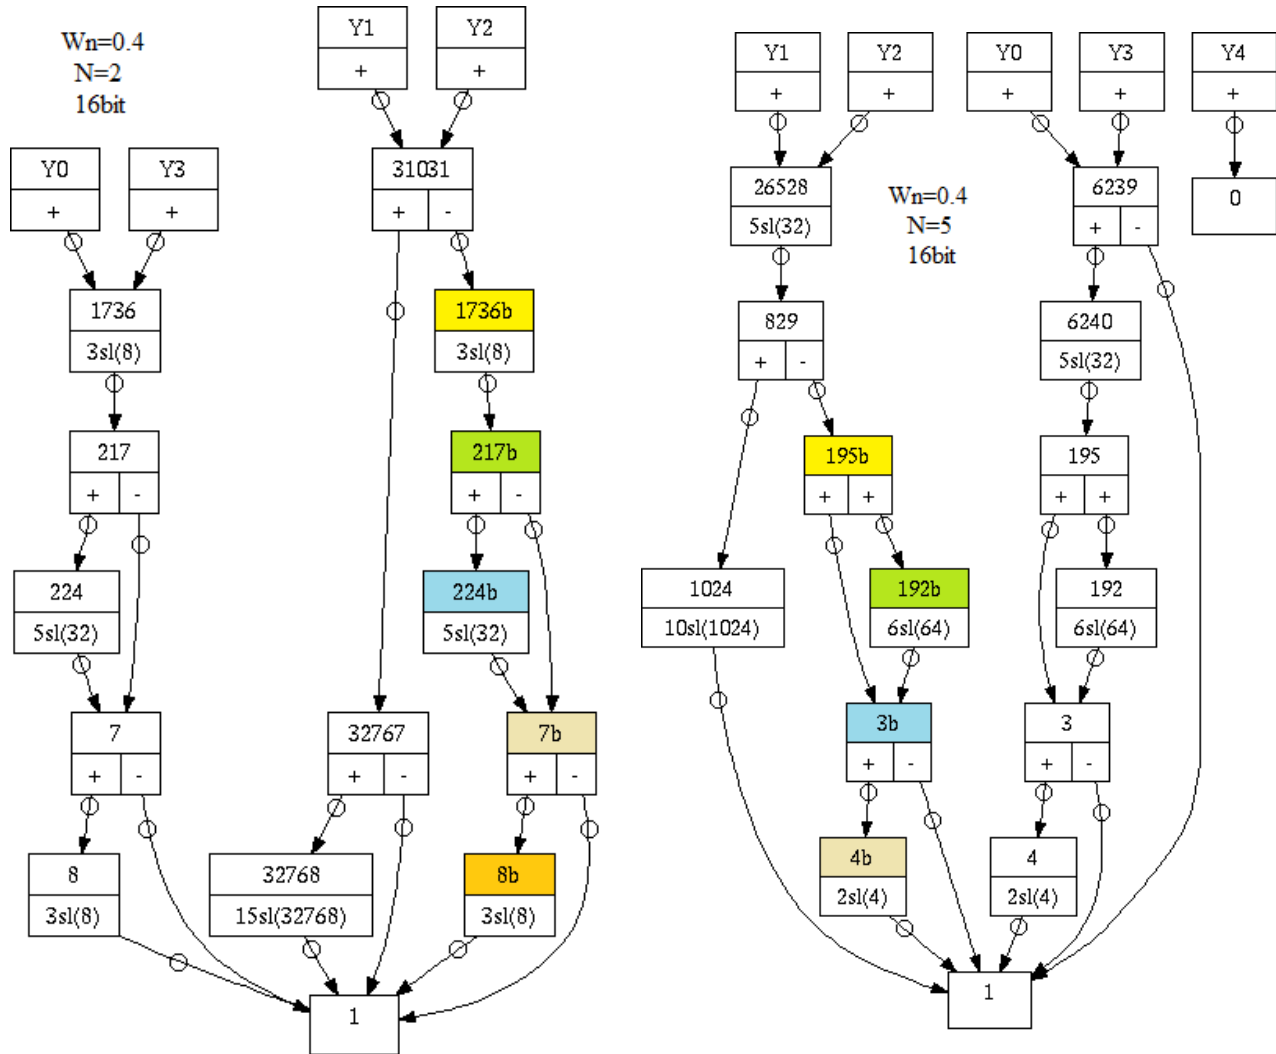 Wn=0.4
N=2
16bit
Y1
+
Y2
+
Y0
+
Y3
+
31031
+ -
1736
3sl(8)
1736b
3sl(8)
217
+ -
217b
+ -
224
5sl(32)
224b
5sl(32)
7
+ -
32767
+ -
7b
+ -
8
3sl(8)
32768
15sl(32768)
8b
3sl(8)
1
Y1
+
Y2
+
Y0
+
Y3
+
Y4
+
26528
5sl(32)
Wn=0.4
N=5
16bit
6239
+ -
0
829
+ -
6240
5sl(32)
195b
+ +
195
+ +
1024
10sl(1024)
192b
6sl(64)
192
6sl(64)
3b
+ -
3
+ -
4b
2sl(4)
4
2sl(4)
1